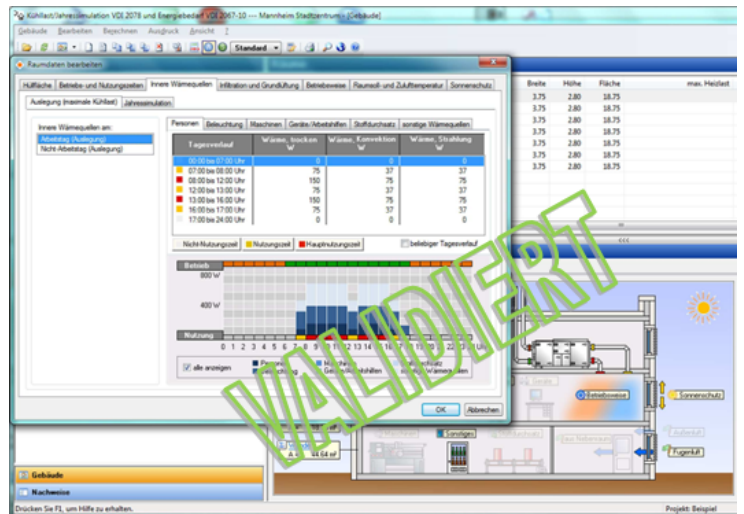 Kühllast/Jahressimulation VDI 2078 und Energiebedarf VDI 2067-10 --- Mannheim Stadtzentrum - [Gebäude]
Gebäude Bearbeiten Berechnen Ausdruck Ansicht ?
Standard
Raumdaten bearbeiten
Hüllfläche Betriebs- und Nutzungszeiten Innere Wärmequellen Infiltration und Grundlüftung Betriebsweise Raumsoll- und Zulufttemperatur Sonnenschutz
Auslegung (maximale Kühllast) Jahressimulation
Innere Wärmequellen am:
Arbeitstag (Auslegung)
Nicht-Arbeitstag (Auslegung)
Personen Beleuchtung Maschinen Geräte/Arbeitshilfen Stoffdurchsatz sonstige Wärmequellen
Tagesverlauf Wärme, trocken W Wärme, Konvektion W Wärme, Strahlung W
00:00 bis 07:00 Uhr 0 0 0
07:00 bis 08:00 Uhr 75 37 37
08:00 bis 12:00 Uhr 150 75 75
12:00 bis 13:00 Uhr 75 37 37
13:00 bis 16:00 Uhr 150 75 75
16:00 bis 17:00 Uhr 75 37 37
17:00 bis 24:00 Uhr 0 0 0
Nicht-Nutzungszeit Nutzungszeit Hauptnutzungszeit beliebiger Tagesverlauf
Betrieb
800 W
400 W
Nutzung
0 1 2 3 4 5 6 7 8 9 10 11 12 13 14 15 16 17
alle anzeigen
OK Abbrechen
Breite Höhe Fläche max. Heizlast
3.75 2.80 18.75
3.75 2.80 18.75
3.75 2.80 18.75
3.75 2.80 18.75
3.75 2.80 18.75
3.75 2.80 18.75
3.75 2.80 18.75
VALIDIERT
Geräte
Betriebsweise
Sonnenschutz
Maschinen
Sonstiges
Stoffdurchsatz
Außenluft
Fugenluft
44.64 m²
Gebäude
Nachweise
Drücken Sie F1, um Hilfe zu erhalten.
Projekt: Beispiel